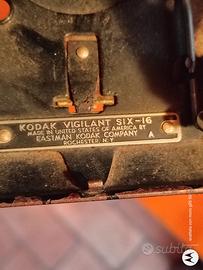 KODAK VIGILANT SIX-16
MADE IN UNITED STATES OF AMERICA BY
EASTMAN KODAK COMPANY A
ROCHESTER, N.Y.
subito